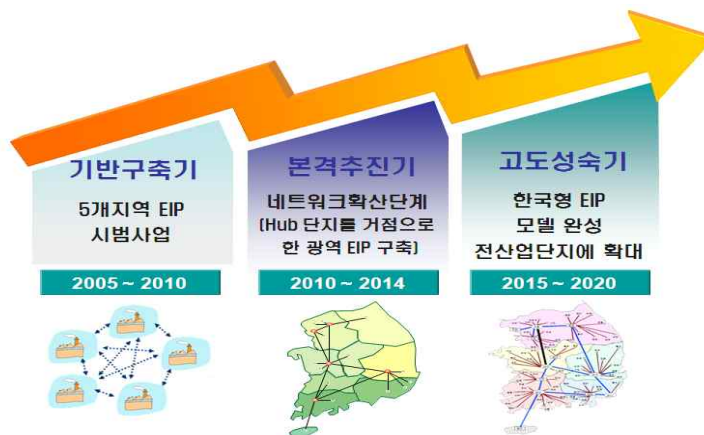 기반구축기
5개지역 EIP
시범사업
2005 ~ 2010
본격추진기
네트워크확산단계
(Hub 단지를 거점으로
한 광역 EIP 구축)
2010 ~ 2014
고도성숙기
한국형 EIP
모델 완성
전산업단지에 확대
2015 ~ 2020